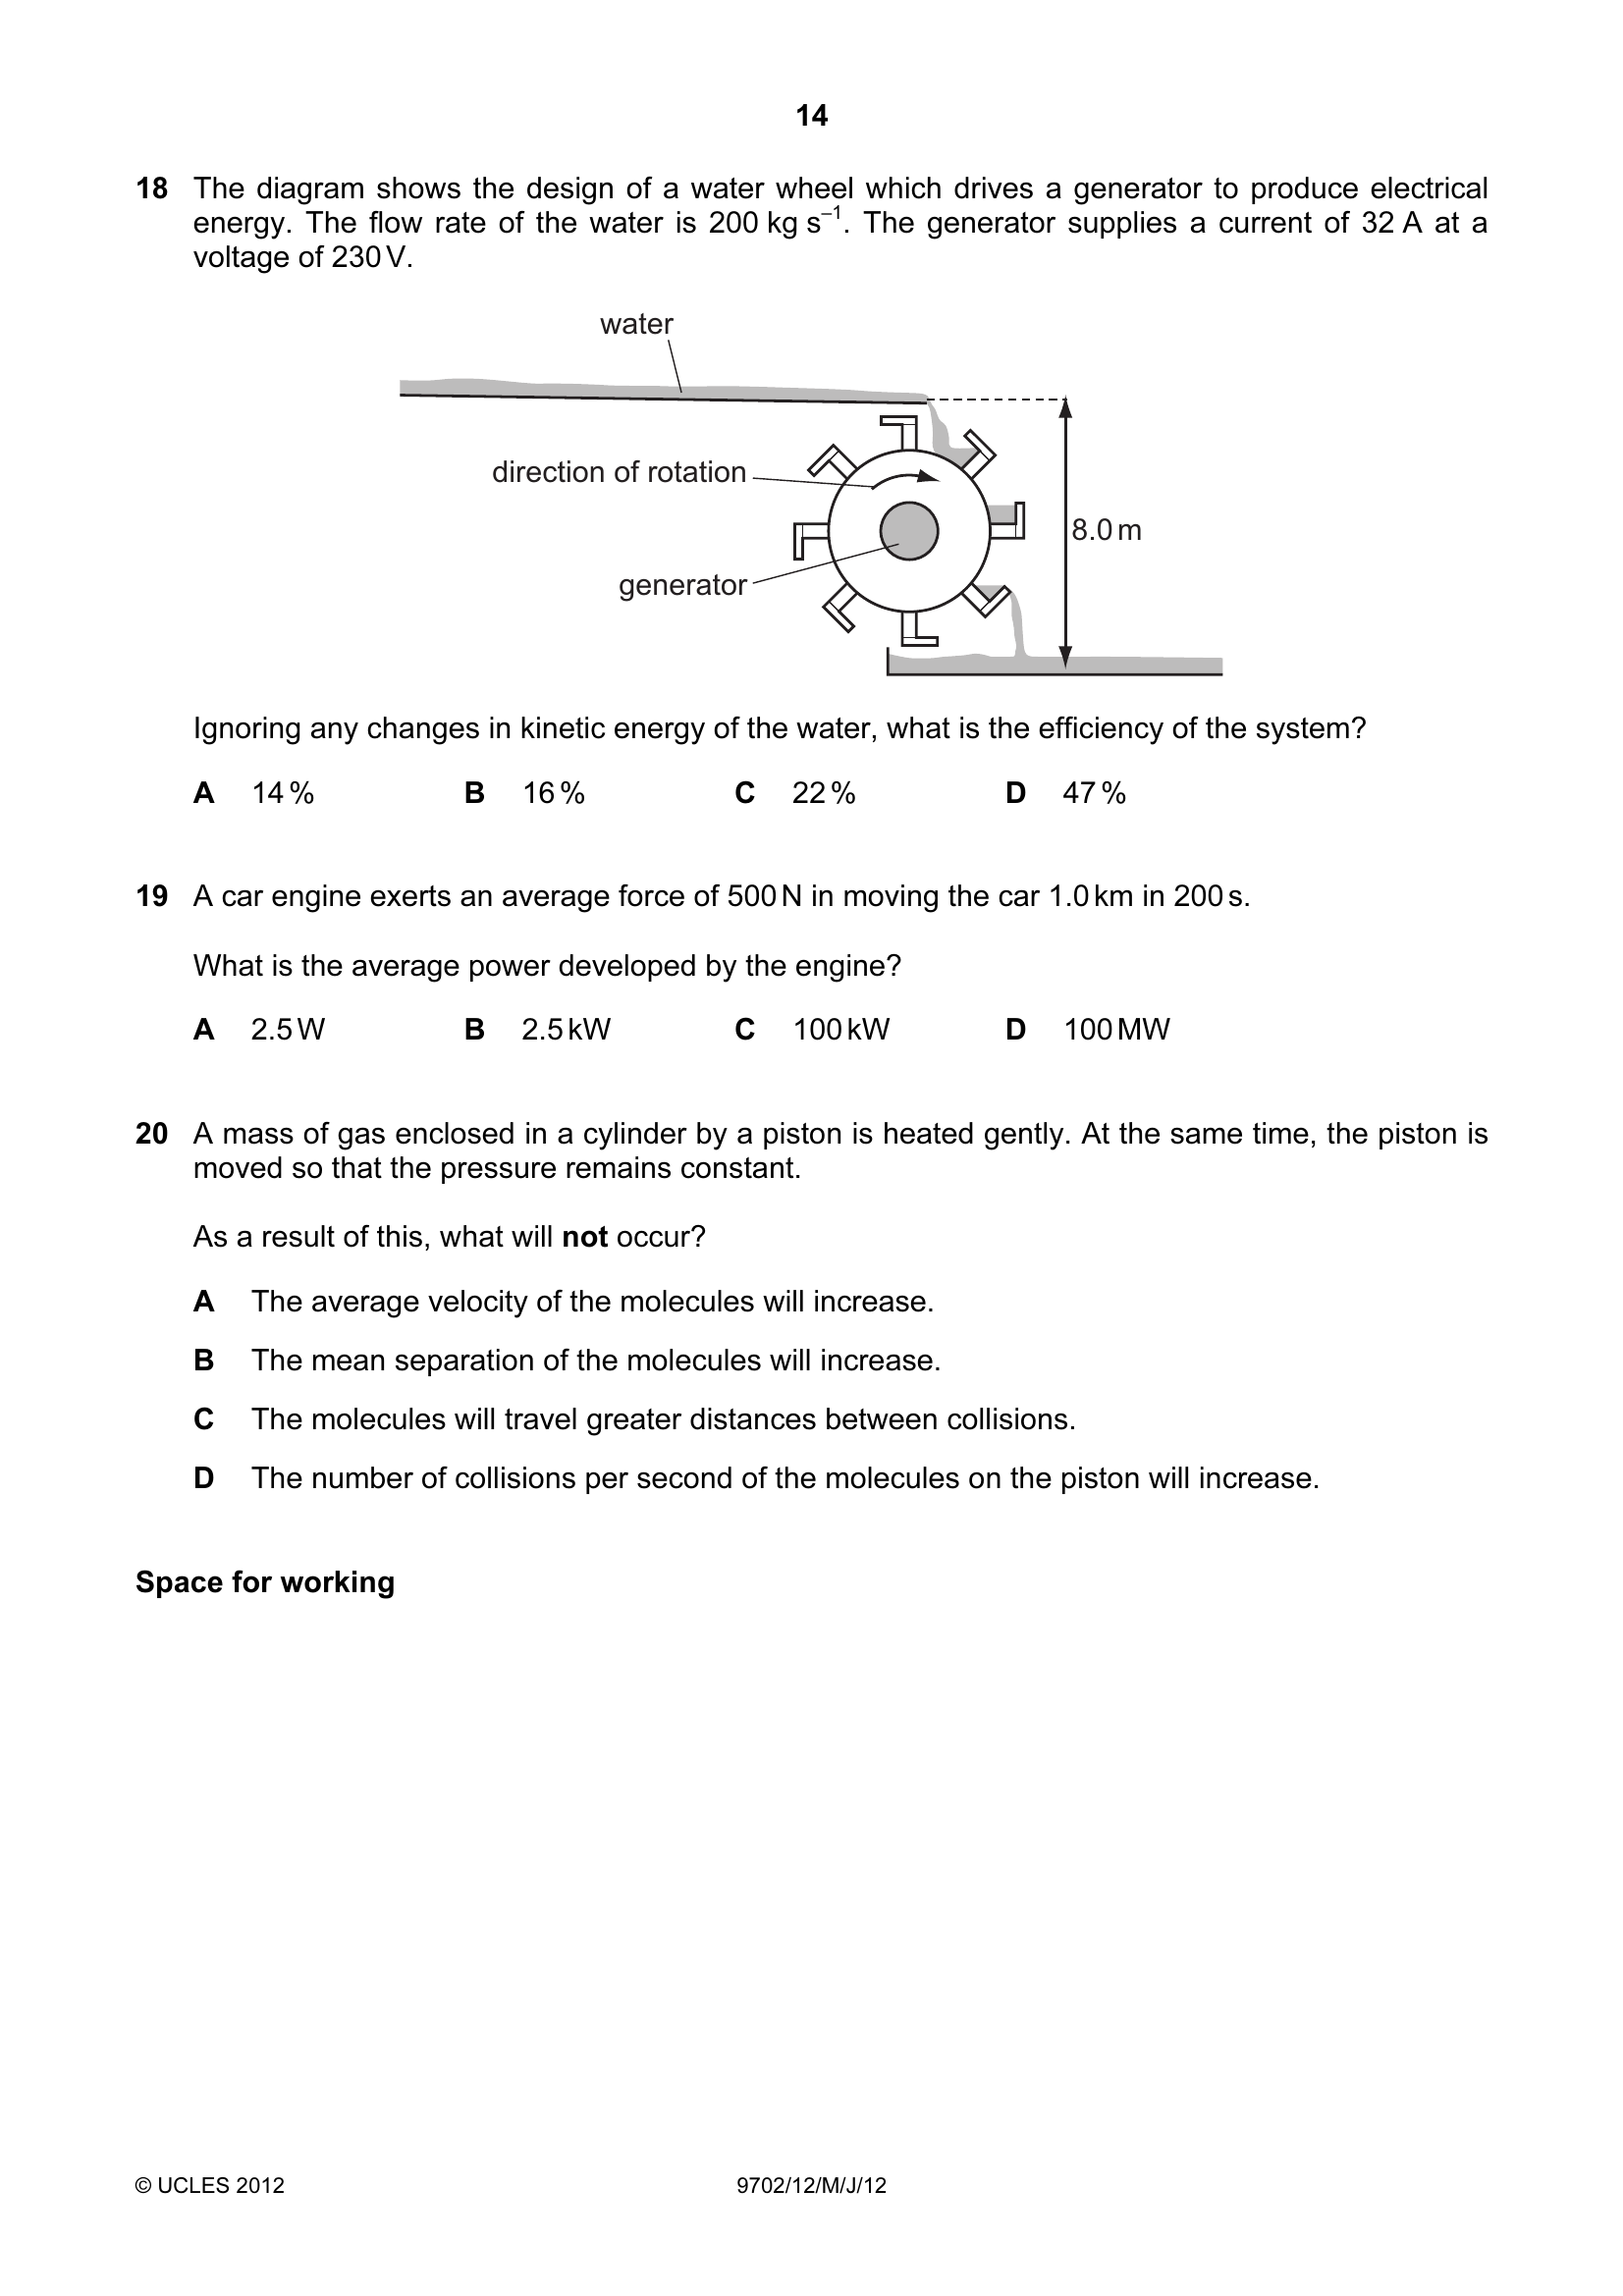 14
18 The diagram shows the design of a water wheel which drives a generator to produce electrical
energy. The flow rate of the water is 200 kg s⁻¹. The generator supplies a current of 32 A at a
voltage of 230 V.
water
direction of rotation
8.0 m
generator
Ignoring any changes in kinetic energy of the water, what is the efficiency of the system?
A 14 % B 16 % C 22 % D 47 %
19 A car engine exerts an average force of 500 N in moving the car 1.0 km in 200 s.
What is the average power developed by the engine?
A 2.5 W B 2.5 kW C 100 kW D 100 MW
20 A mass of gas enclosed in a cylinder by a piston is heated gently. At the same time, the piston is
moved so that the pressure remains constant.
As a result of this, what will not occur?
A The average velocity of the molecules will increase.
B The mean separation of the molecules will increase.
C The molecules will travel greater distances between collisions.
D The number of collisions per second of the molecules on the piston will increase.
Space for working
© UCLES 2012 9702/12/M/J/12